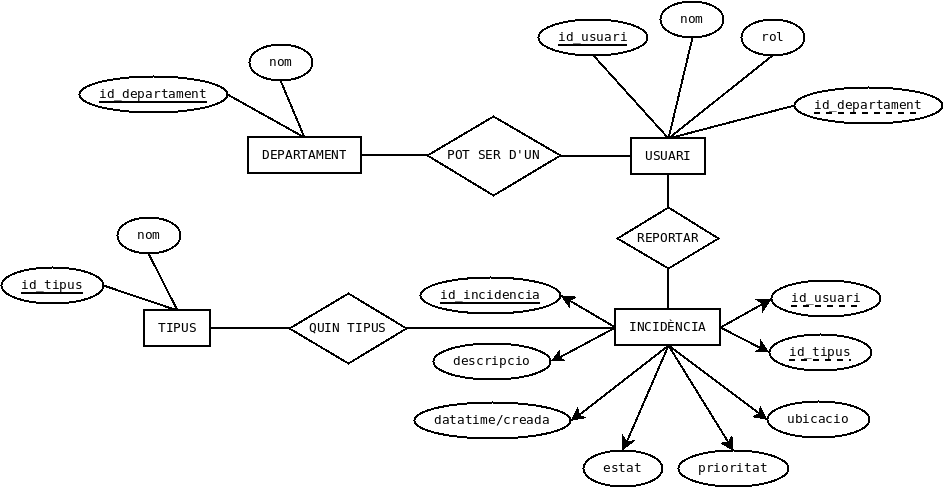 nom
id_usuari
rol
nom
id_departament
id_departament
DEPARTAMENT
POT SER D'UN
USUARI
nom
REPORTAR
id_tipus
id_incidencia
id_usuari
TIPUS
QUIN TIPUS
INCIDÈNCIA
descripcio
id_tipus
datatime/creada
ubicacio
estat
prioritat